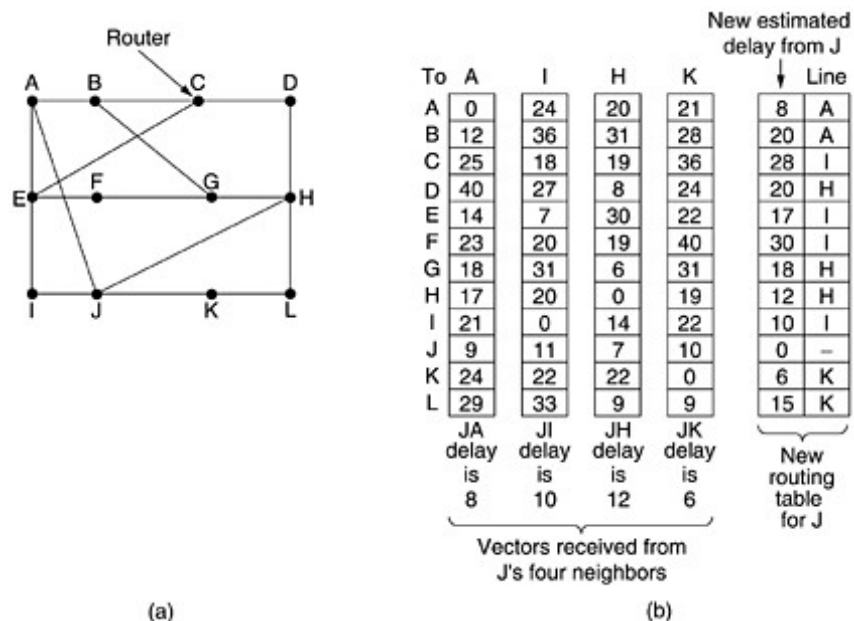 Router
A B C D
E F G H
I J K L
(a)
New estimated
delay from J
To A I H K Line
A 0 24 20 21 8 A
B 12 36 31 28 20 A
C 25 18 19 36 28 I
D 40 27 8 24 20 H
E 14 7 30 22 17 I
F 23 20 19 40 30 I
G 18 31 6 31 18 H
H 17 20 0 19 12 H
I 21 0 14 22 10 I
J 9 11 7 10 0 –
K 24 22 22 0 6 K
L 29 33 9 9 15 K
JA JI JH JK
delay delay delay delay
is is is is
8 10 12 6
New
routing
table
for J
Vectors received from
J's four neighbors
(b)